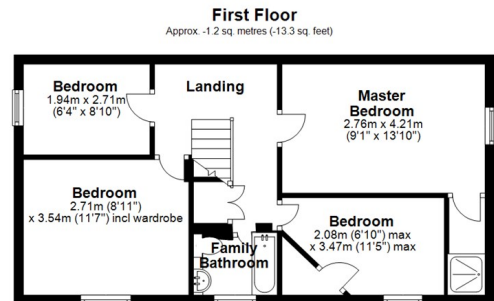 First Floor
Approx. -1.2 sq. metres (-13.3 sq. feet)
Bedroom
1.94m x 2.71m
(6'4" x 8'10")
Landing
Master
Bedroom
2.76m x 4.21m
(9'1" x 13'10")
Bedroom
2.71m (8'11")
x 3.54m (11'7") incl wardrobe
Bedroom
2.08m (6'10") max
x 3.47m (11'5") max
Family
Bathroom